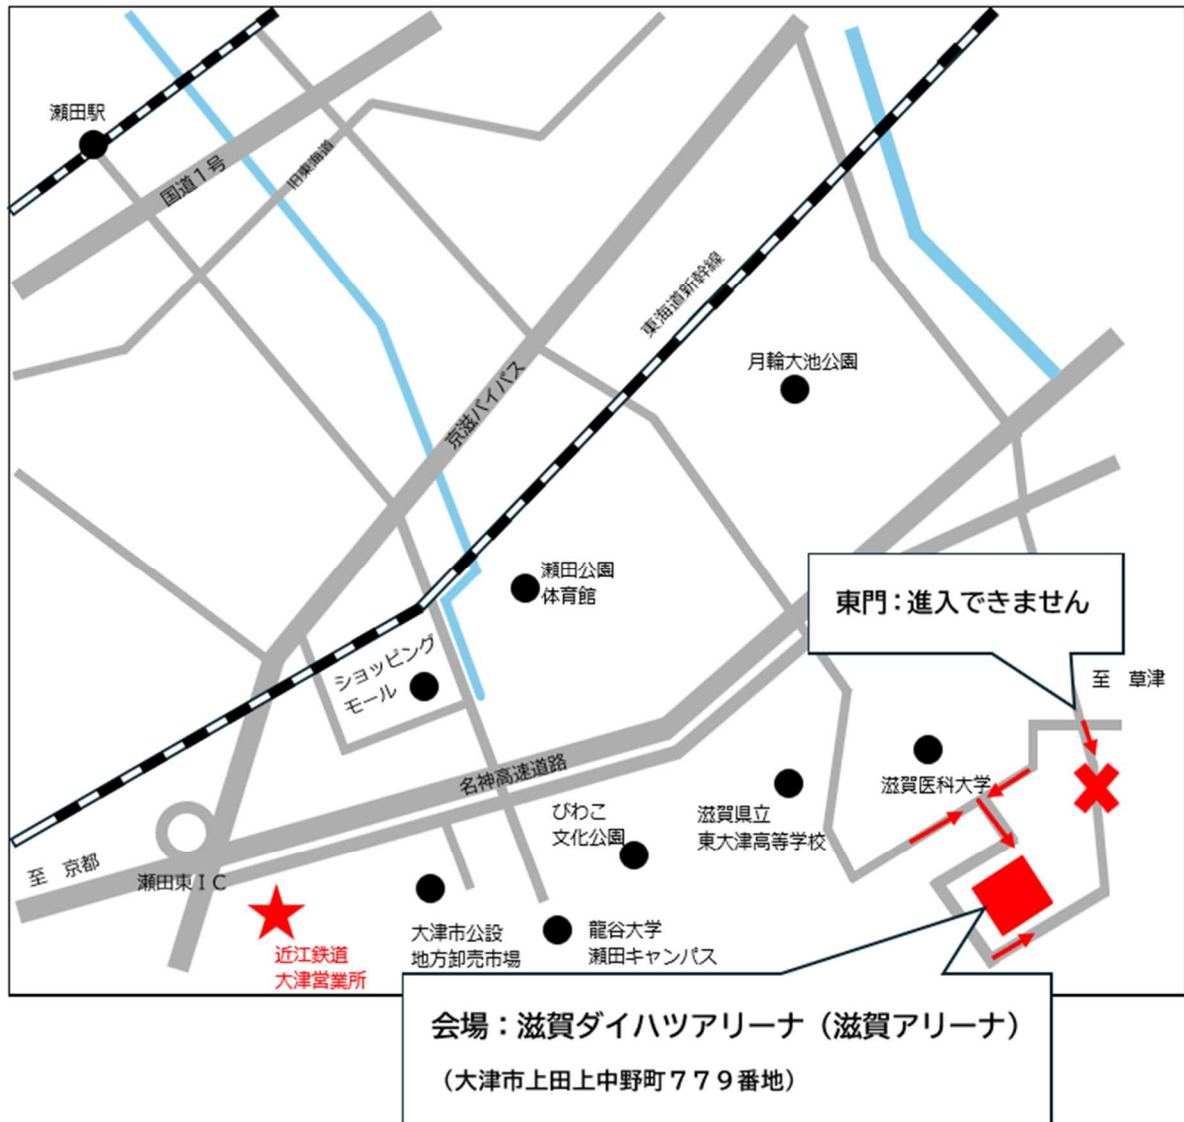 瀬田駅
国道1号
旧東海道
東海道新幹線
月輪大池公園
京滋バイパス
瀬田公園
体育館
東門：進入できません
ショッピング
モール
至　草津
名神高速道路
滋賀医科大学
びわこ
文化公園
滋賀県立
東大津高等学校
至　京都
瀬田東ＩＣ
近江鉄道
大津営業所
大津市公設
地方卸売市場
龍谷大学
瀬田キャンパス
会場：滋賀ダイハツアリーナ（滋賀アリーナ）
（大津市上田上中野町７７９番地）